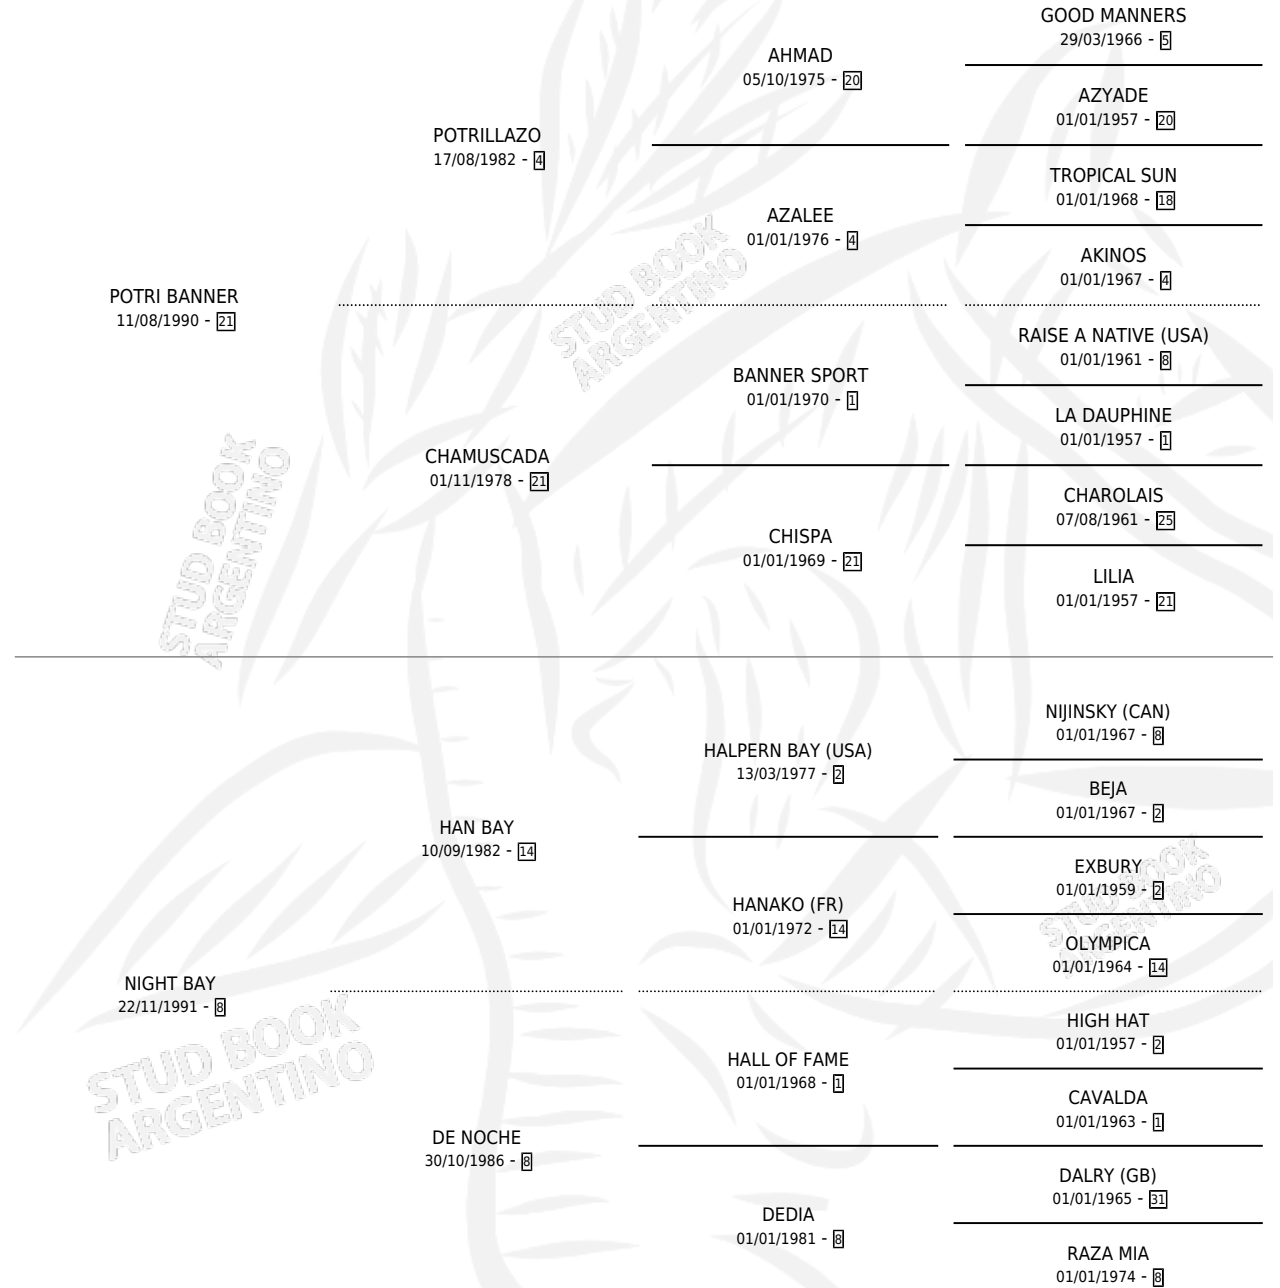 GOOD MANNERS
29/03/1966 - 5
AHMAD
05/10/1975 - 20
AZYADE
01/01/1957 - 20
POTRILLAZO
17/08/1982 - 4
TROPICAL SUN
01/01/1968 - 18
AZALEE
01/01/1976 - 4
AKINOS
01/01/1967 - 4
POTRI BANNER
11/08/1990 - 21
STUD BOOK
ARGENTINO
RAISE A NATIVE (USA)
01/01/1961 - 8
BANNER SPORT
01/01/1970 - 1
LA DAUPHINE
01/01/1957 - 1
CHAMUSCADA
01/11/1978 - 21
CHAROLAIS
07/08/1961 - 25
CHISPA
01/01/1969 - 21
LILIA
01/01/1957 - 21
STUD BOOK
ARGENTINO
NIJINSKY (CAN)
01/01/1967 - 8
HALPERN BAY (USA)
13/03/1977 - 2
BEJA
01/01/1967 - 2
HAN BAY
10/09/1982 - 14
EXBURY
01/01/1959 - 2
HANAKO (FR)
01/01/1972 - 14
OLYMPICA
01/01/1964 - 14
STUD BOOK
ARGENTINO
NIGHT BAY
22/11/1991 - 8
HIGH HAT
01/01/1957 - 2
HALL OF FAME
01/01/1968 - 1
CAVALDA
01/01/1963 - 1
STUD BOOK
ARGENTINO
DE NOCHE
30/10/1986 - 8
DALRY (GB)
01/01/1965 - 31
DEDIA
01/01/1981 - 8
RAZA MIA
01/01/1974 - 8